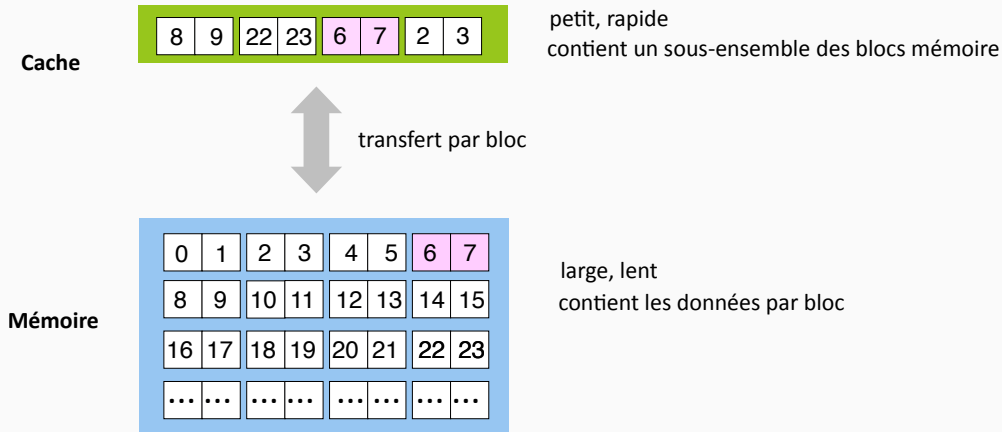 8 9 22 23 6 7 2 3
petit, rapide
contient un sous-ensemble des blocs mémoire
Cache
transfert par bloc
0 1 2 3 4 5 6 7
8 9 10 11 12 13 14 15
16 17 18 19 20 21 22 23
... ... ... ... ... ... ... ...
Mémoire
large, lent
contient les données par bloc